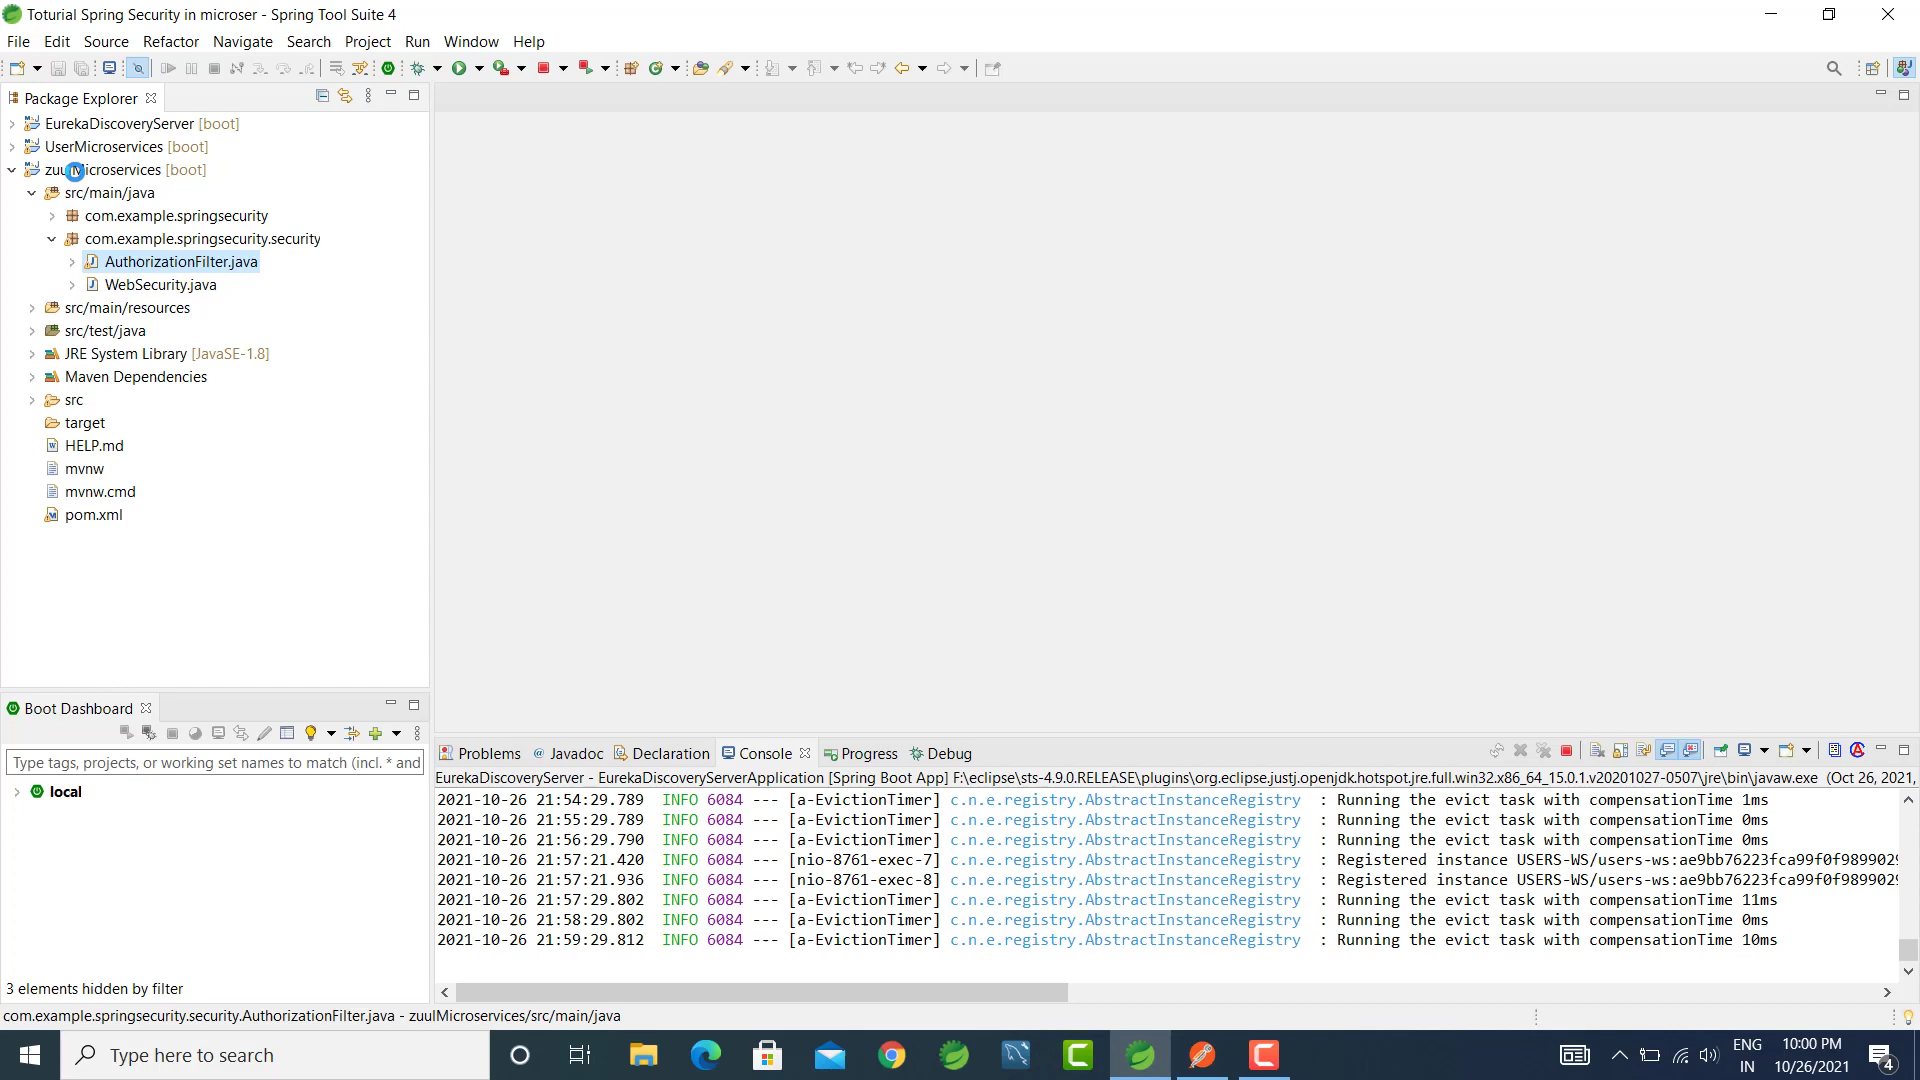 Toturial Spring Security in microser - Spring Tool Suite 4
File Edit Source Refactor Navigate Search Project Run Window Help
Package Explorer
EurekaDiscoveryServer [boot]
UserMicroservices [boot]
zuulMicroservices [boot]
src/main/java
com.example.springsecurity
com.example.springsecurity.security
AuthorizationFilter.java
WebSecurity.java
src/main/resources
src/test/java
JRE System Library [JavaSE-1.8]
Maven Dependencies
src
target
HELP.md
mvnw
mvnw.cmd
pom.xml
Boot Dashboard
Type tags, projects, or working set names to match (incl. * and
local
3 elements hidden by filter
Problems Javadoc Declaration Console Progress Debug
EurekaDiscoveryServer - EurekaDiscoveryServerApplication [Spring Boot App] F:\eclipse\sts-4.9.0.RELEASE\plugins\org.eclipse.justj.openjdk.hotspot.jre.full.win32.x86_64_15.0.1.v20201027-0507\jre\bin\javaw.exe (Oct 26, 2021,
2021-10-26 21:54:29.789 INFO 6084 --- [a-EvictionTimer] c.n.e.registry.AbstractInstanceRegistry : Running the evict task with compensationTime 1ms
2021-10-26 21:55:29.789 INFO 6084 --- [a-EvictionTimer] c.n.e.registry.AbstractInstanceRegistry : Running the evict task with compensationTime 0ms
2021-10-26 21:56:29.790 INFO 6084 --- [a-EvictionTimer] c.n.e.registry.AbstractInstanceRegistry : Running the evict task with compensationTime 0ms
2021-10-26 21:57:21.420 INFO 6084 --- [nio-8761-exec-7] c.n.e.registry.AbstractInstanceRegistry : Registered instance USERS-WS/users-ws:ae9bb76223fca99f0f9899029
2021-10-26 21:57:21.936 INFO 6084 --- [nio-8761-exec-8] c.n.e.registry.AbstractInstanceRegistry : Registered instance USERS-WS/users-ws:ae9bb76223fca99f0f9899029
2021-10-26 21:57:29.802 INFO 6084 --- [a-EvictionTimer] c.n.e.registry.AbstractInstanceRegistry : Running the evict task with compensationTime 11ms
2021-10-26 21:58:29.802 INFO 6084 --- [a-EvictionTimer] c.n.e.registry.AbstractInstanceRegistry : Running the evict task with compensationTime 0ms
2021-10-26 21:59:29.812 INFO 6084 --- [a-EvictionTimer] c.n.e.registry.AbstractInstanceRegistry : Running the evict task with compensationTime 10ms
com.example.springsecurity.security.AuthorizationFilter.java - zuulMicroservices/src/main/java
Type here to search
ENG
IN
10:00 PM
10/26/2021
4